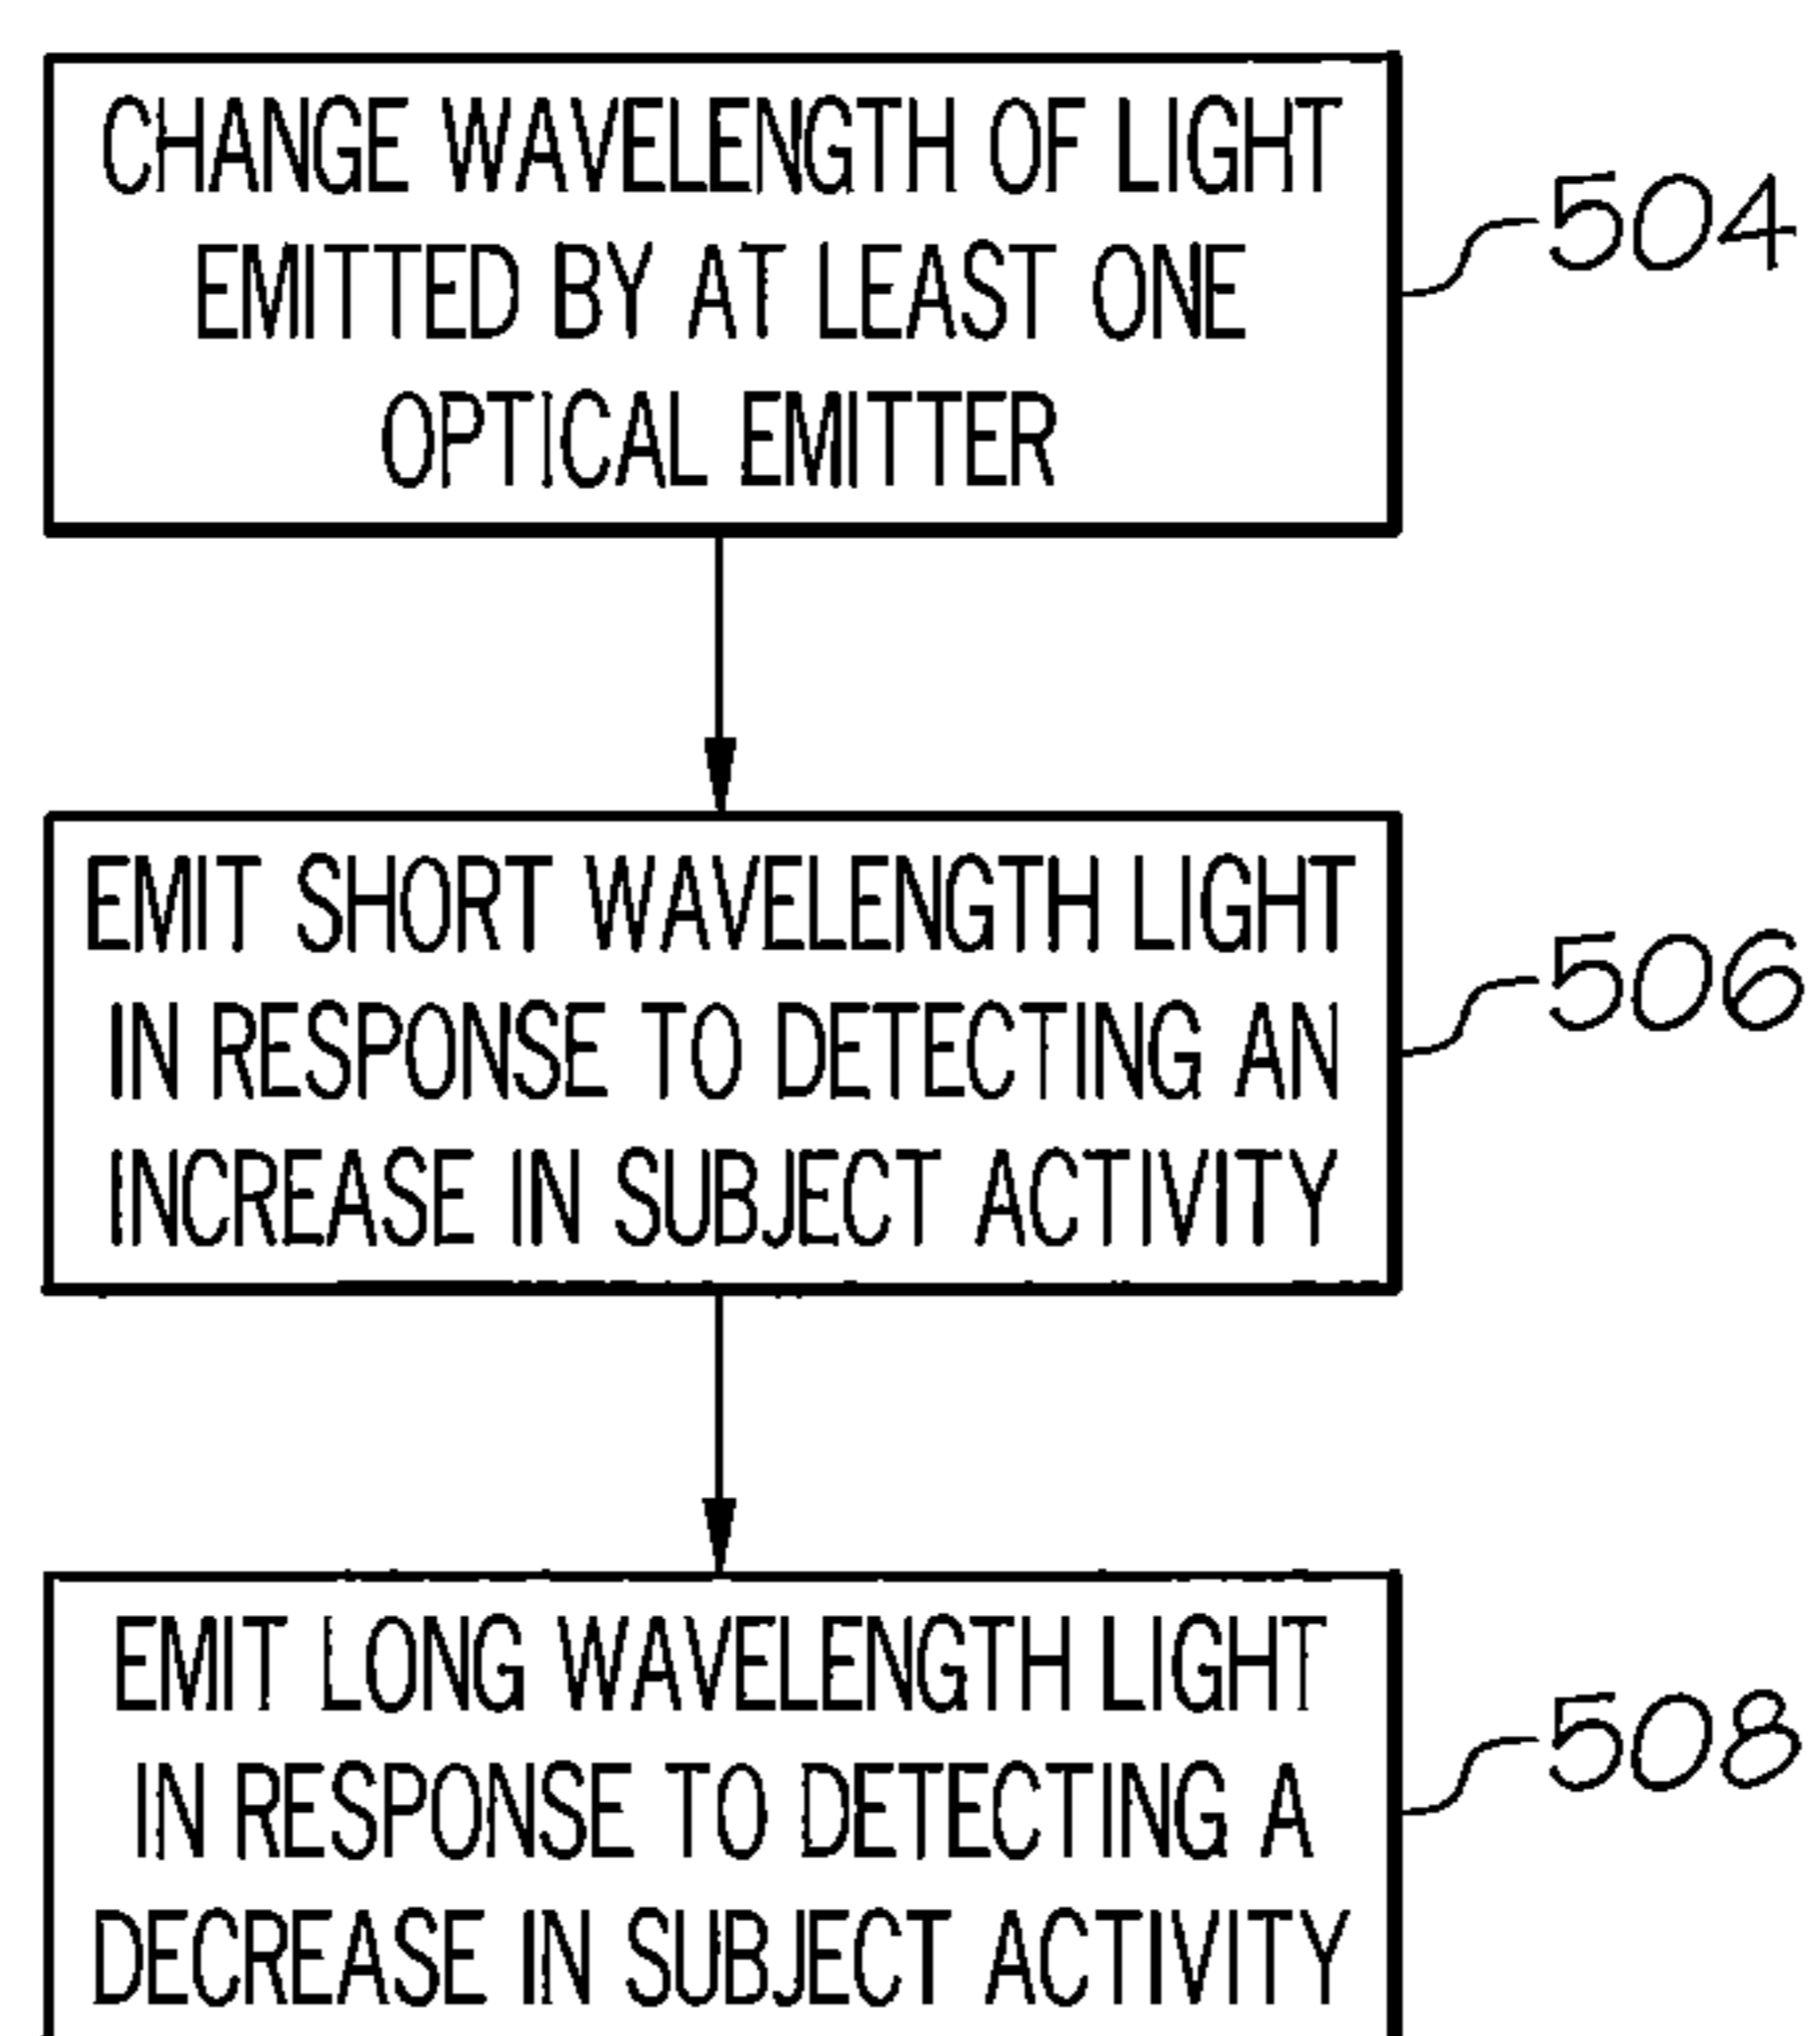 CHANGE WAVELENGTH OF LIGHT
EMITTED BY AT LEAST ONE
OPTICAL EMITTER
504
EMIT SHORT WAVELENGTH LIGHT
IN RESPONSE TO DETECTING AN
INCREASE IN SUBJECT ACTIVITY
506
EMIT LONG WAVELENGTH LIGHT
IN RESPONSE TO DETECTING A
DECREASE IN SUBJECT ACTIVITY
508